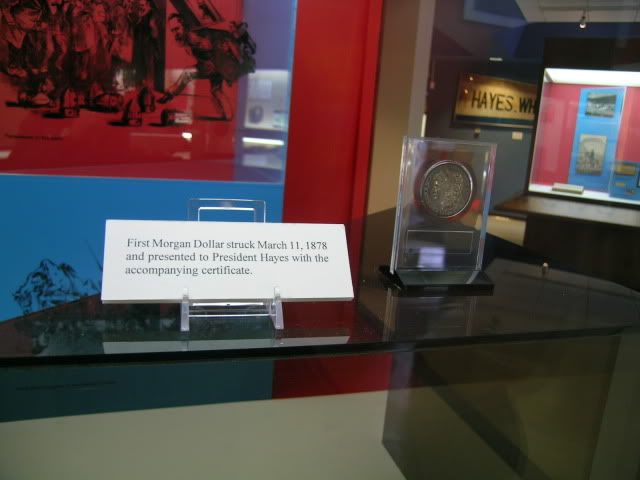 First Morgan Dollar struck March 11, 1878
and presented to President Hayes with the
accompanying certificate.
HAYES. WH